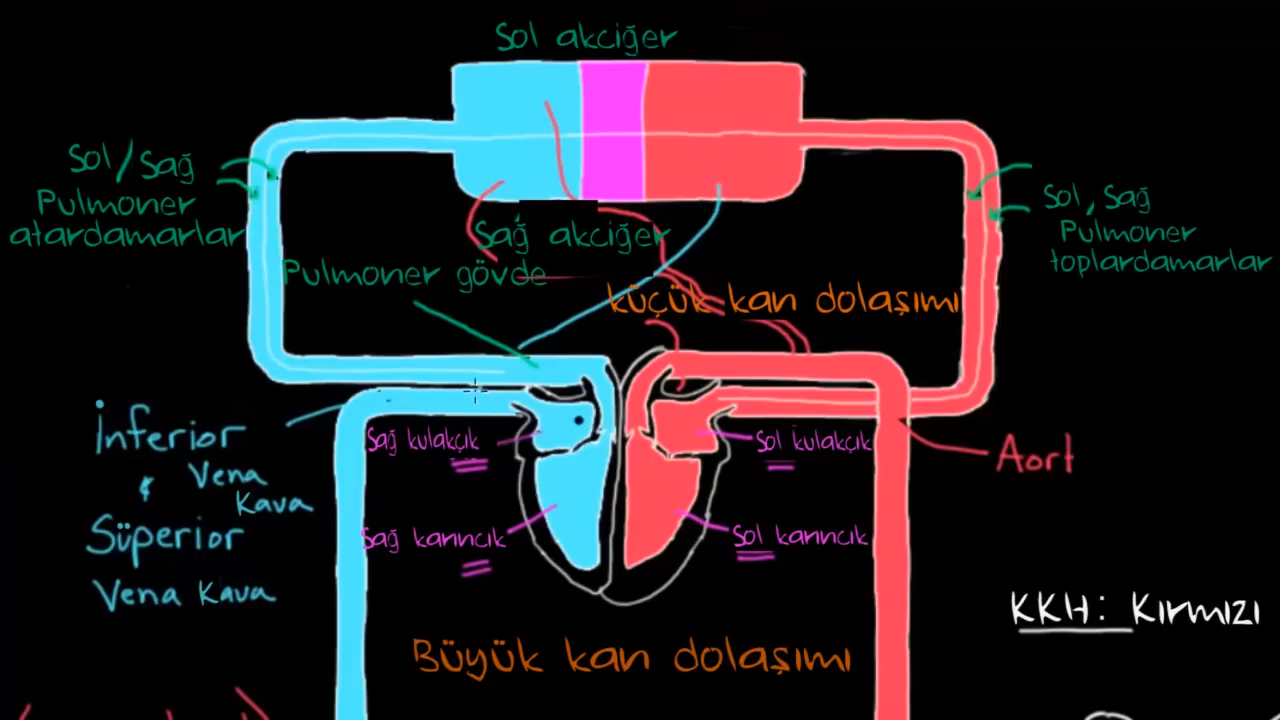 Sol akciğer
Sol/Sağ
Pulmoner
atardamarlar
Sol, Sağ
Pulmoner
toplardamarlar
Sağ akciğer
Pulmoner gövde
küçük kan dolaşımı
İnferior
Vena
Kava
&
Süperior
Vena Kava
Sağ kulakçık
Sol kulakçık
Aort
Sağ karıncık
Sol karıncık
KKH: Kırmızı
Büyük kan dolaşımı